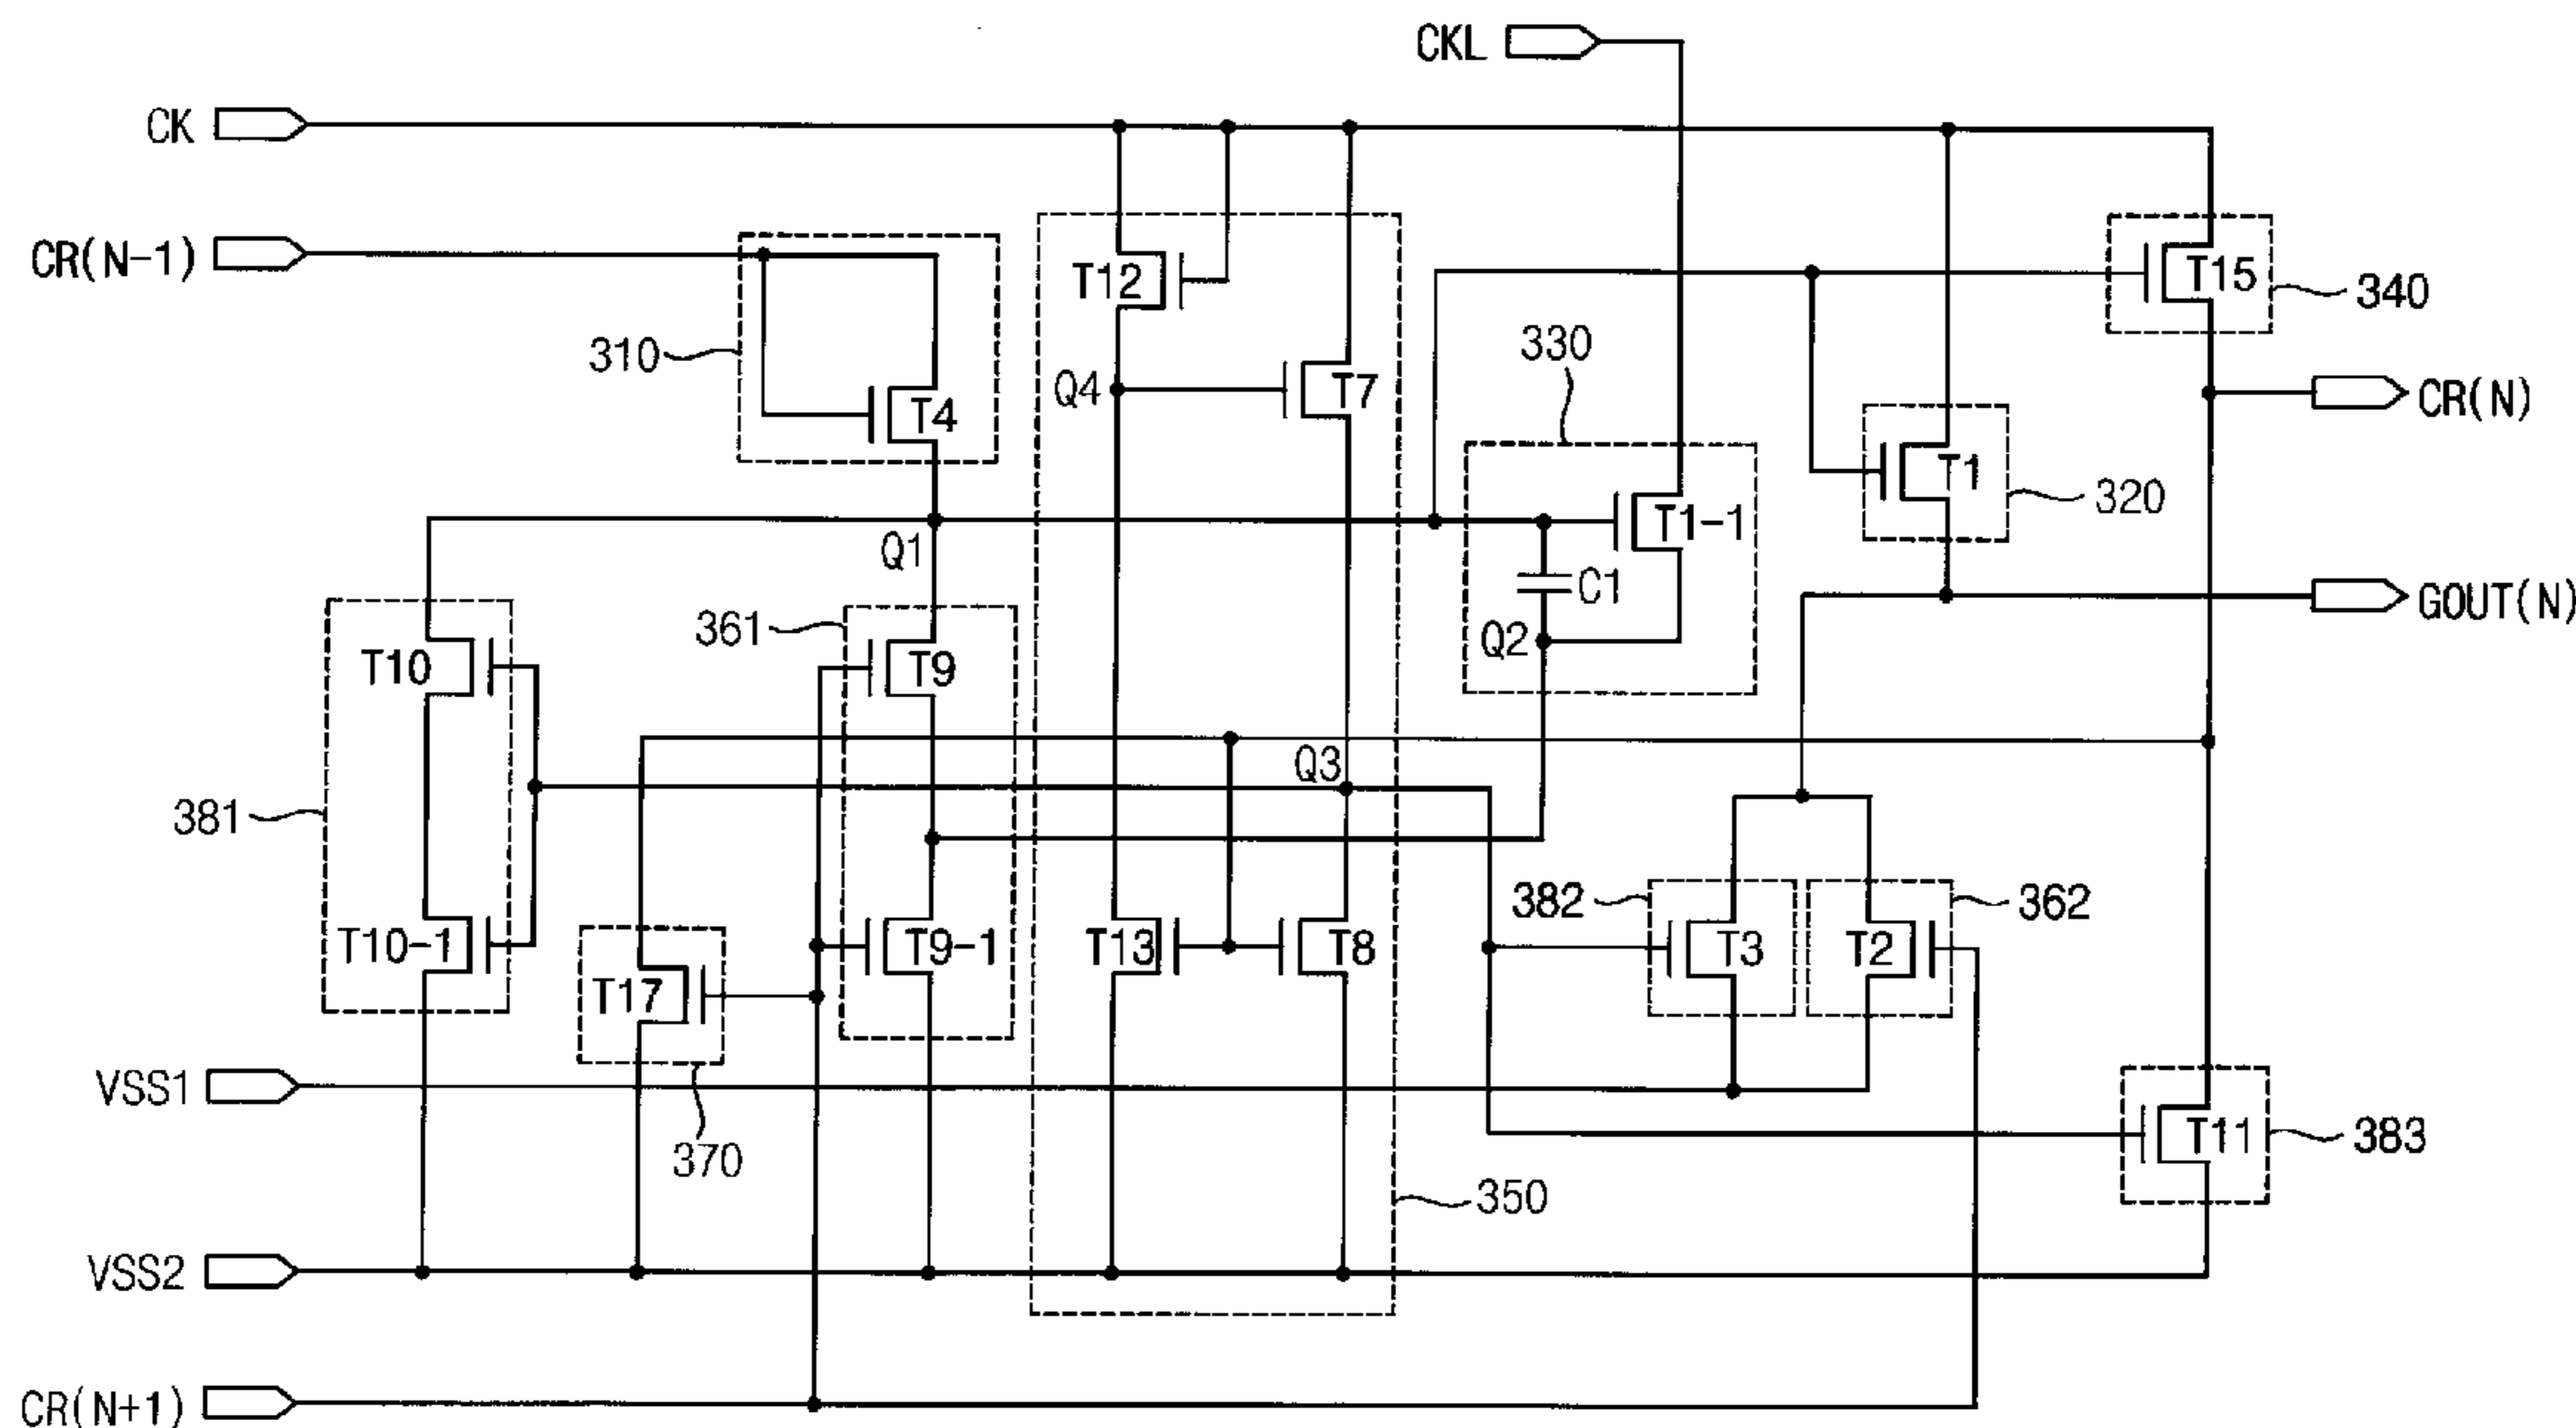 CKL
CK
CR(N-1)
T12
T15
340
310
330
Q4
T7
T4
CR(N)
T1
320
T1-1
Q1
C1
GOUT(N)
361
Q2
T10
T9
Q3
381
382
362
T10-1
T9-1
T13
T8
T3
T2
T17
VSS1
370
T11
383
350
VSS2
CR(N+1)